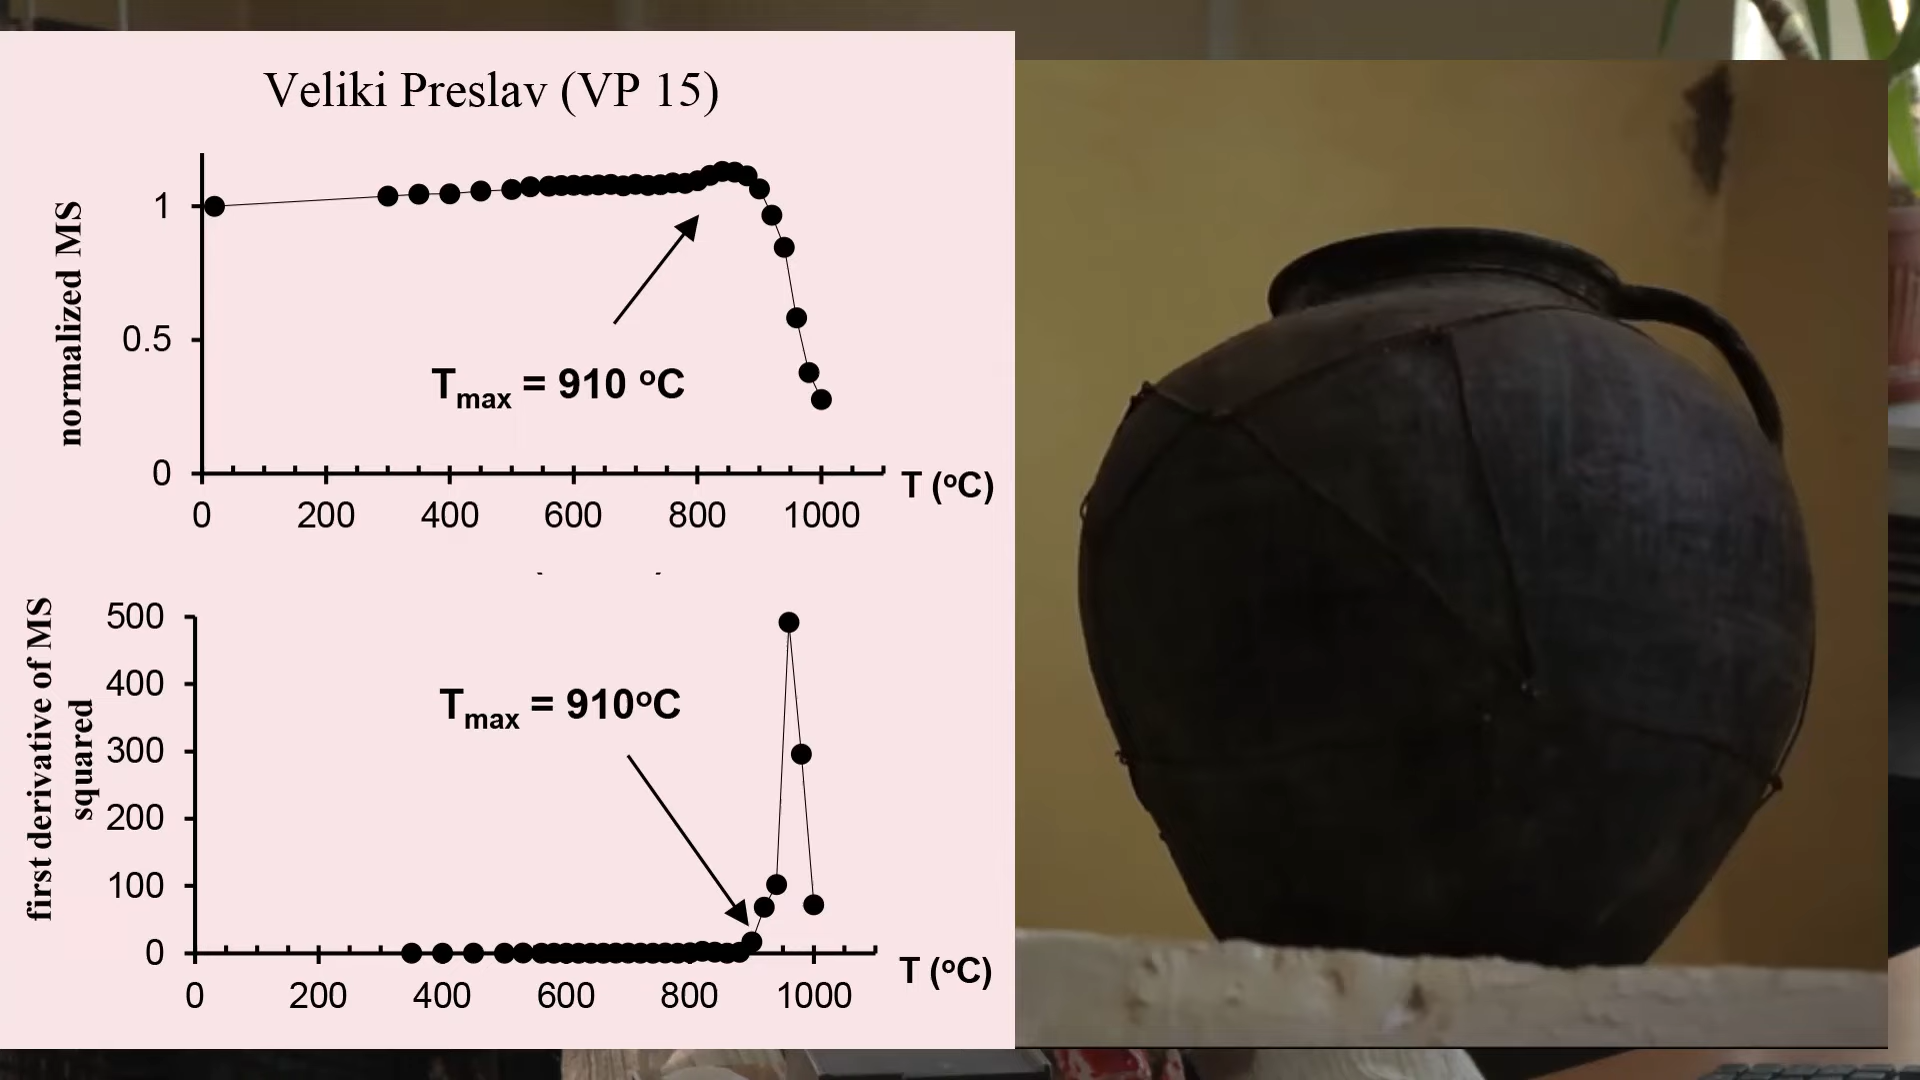 Veliki Preslav (VP 15)
normalized MS
1
0.5
0
Tmax = 910 oC
0 200 400 600 800 1000
T (oC)
first derivative of MS
squared
500
400
300
200
100
0
Tmax = 910oC
0 200 400 600 800 1000
T (oC)